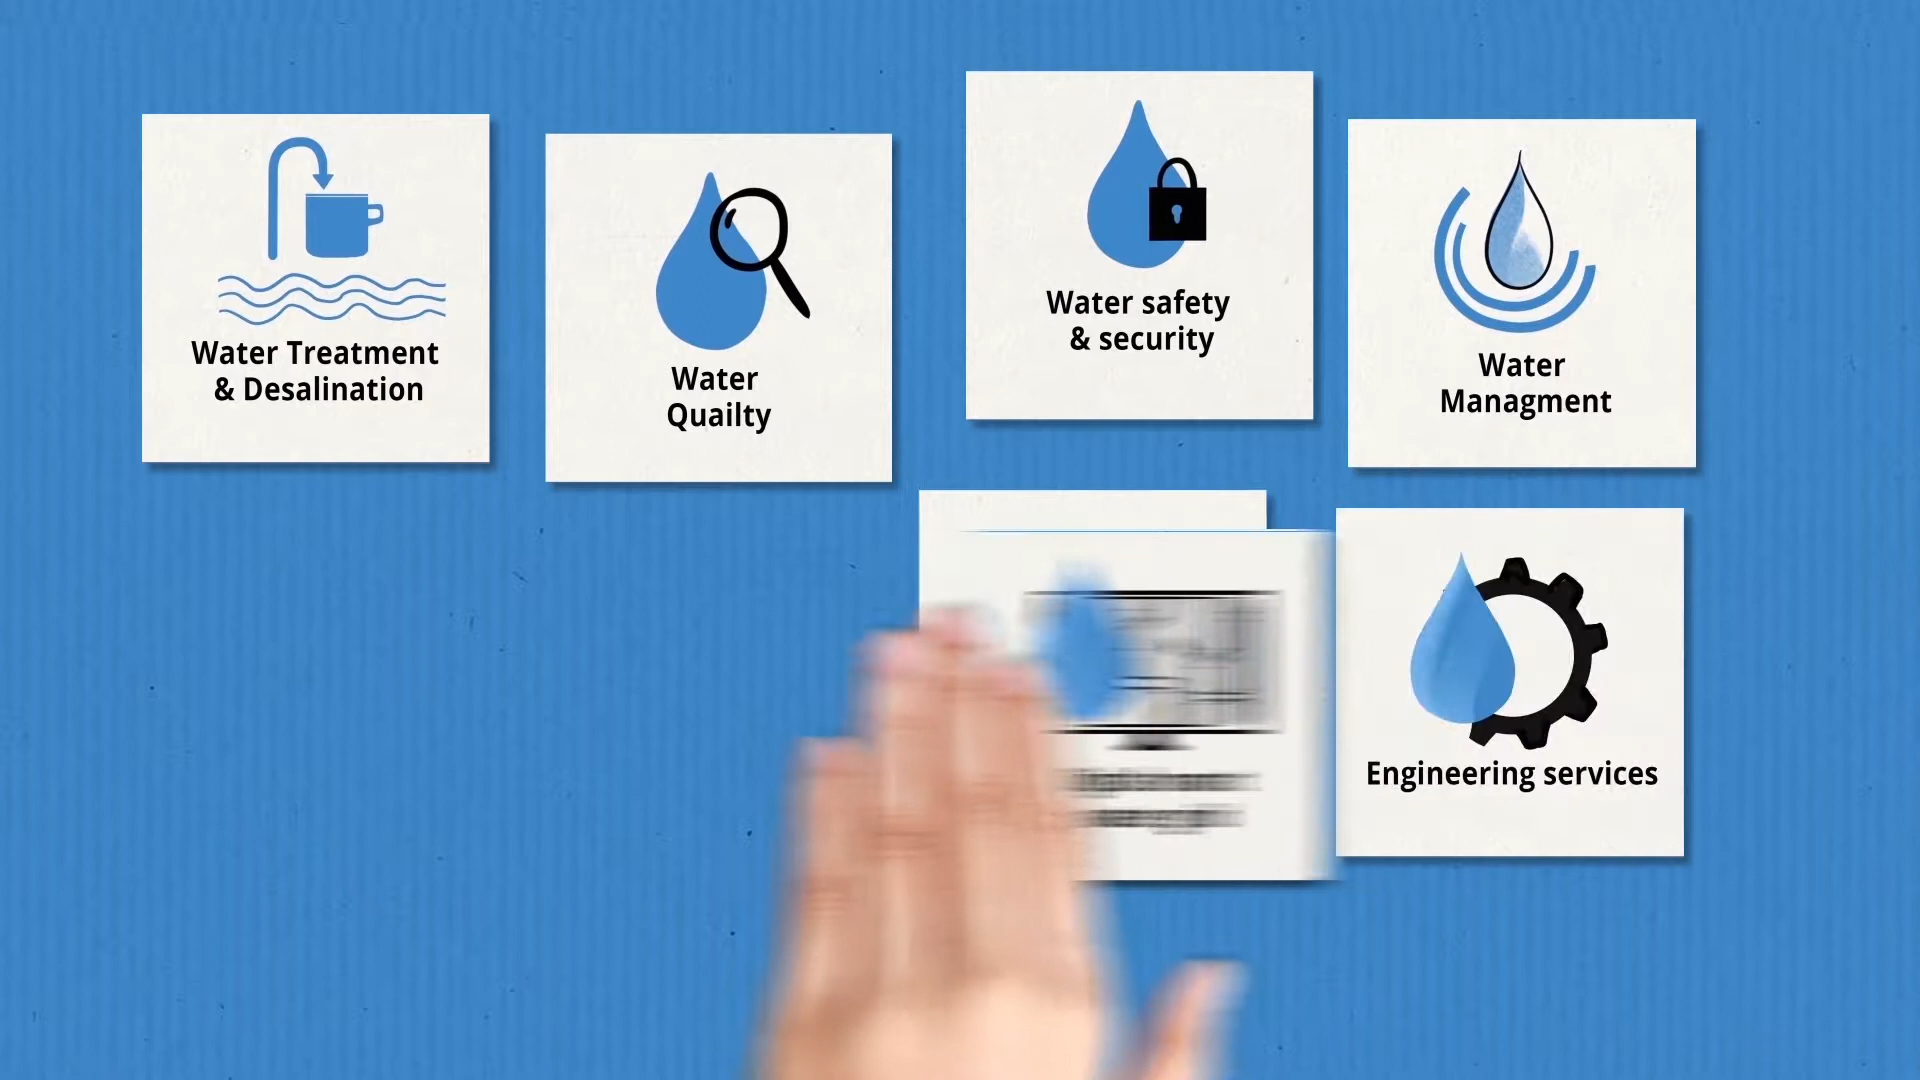 Water Treatment
& Desalination
Water
Quailty
Water safety
& security
Water
Managment
Engineering services